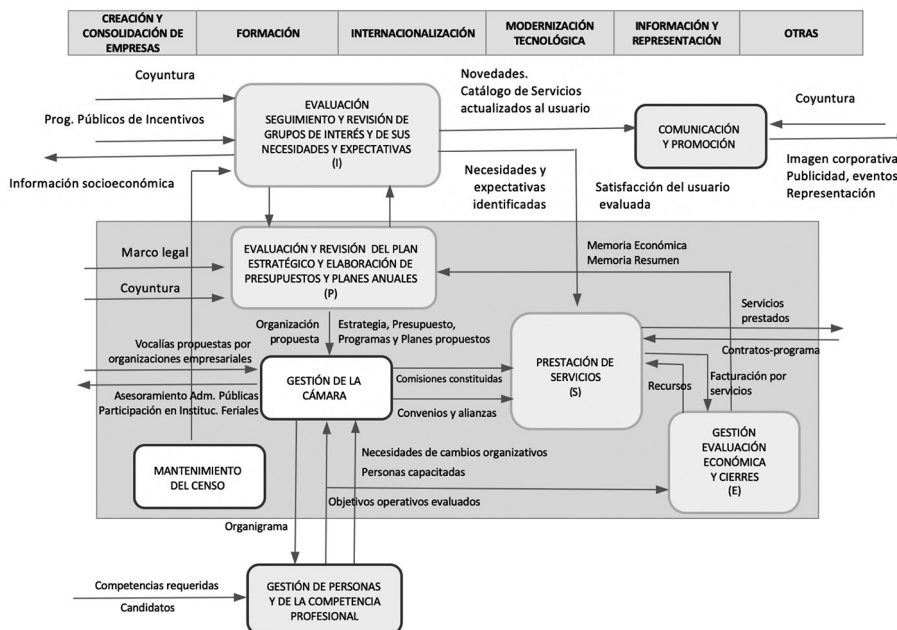 CREACIÓN Y
CONSOLIDACIÓN DE
EMPRESAS
FORMACIÓN
INTERNACIONALIZACIÓN
MODERNIZACIÓN
TECNOLÓGICA
INFORMACIÓN Y
REPRESENTACIÓN
OTRAS
Coyuntura
Prog. Públicos de Incentivos
Información socioeconómica
EVALUACIÓN
SEGUIMIENTO Y REVISIÓN DE
GRUPOS DE INTERÉS Y DE SUS
NECESIDADES Y EXPECTATIVAS
(I)
Novedades.
Catálogo de Servicios
actualizados al usuario
COMUNICACIÓN
Y PROMOCIÓN
Coyuntura
Imagen corporativa
Publicidad, eventos
Representación
Necesidades y
expectativas
identificadas
Satisfacción del usuario
evaluada
Marco legal
Coyuntura
EVALUACIÓN Y REVISIÓN DEL PLAN
ESTRATÉGICO Y ELABORACIÓN DE
PRESUPUESTOS Y PLANES ANUALES
(P)
Memoria Económica
Memoria Resumen
Organización
propuesta
Estrategia, Presupuesto,
Programas y Planes propuestos
Servicios
prestados
Contratos-programa
Vocalías propuestas por
organizaciones empresariales
Asesoramiento Adm. Públicas
Participación en Instituc. Feriales
GESTIÓN DE LA
CÁMARA
Comisiones constituidas
Convenios y alianzas
PRESTACIÓN DE
SERVICIOS
(S)
Recursos
Facturación por
servicios
MANTENIMIENTO
DEL CENSO
Necesidades de cambios organizativos
Personas capacitadas
Objetivos operativos evaluados
GESTIÓN
EVALUACIÓN
ECONÓMICA
Y CIERRES
(E)
Organigrama
Competencias requeridas
Candidatos
GESTIÓN DE PERSONAS
Y DE LA COMPETENCIA
PROFESIONAL